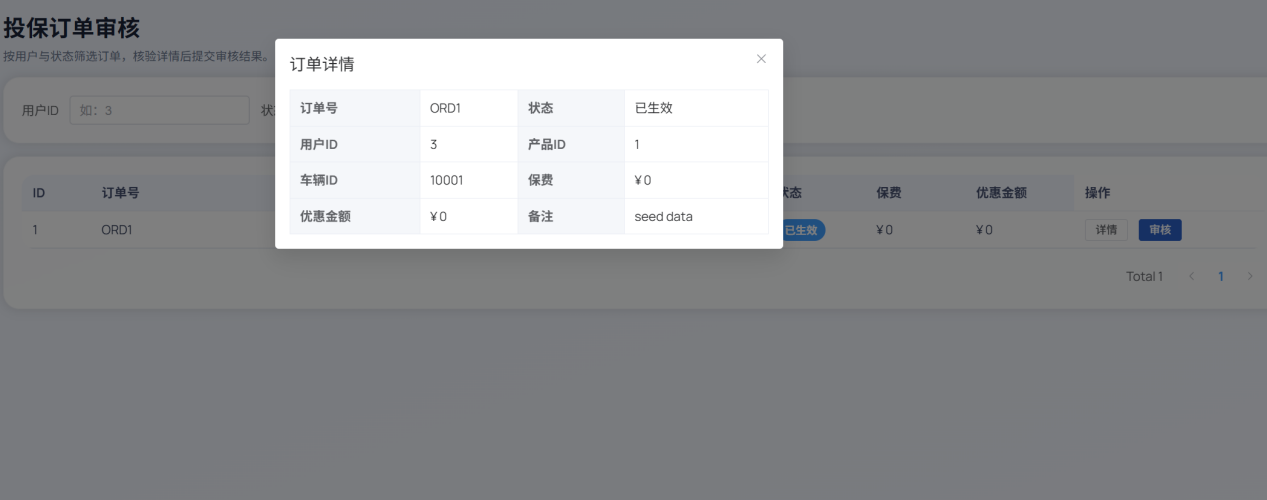 投保订单审核
按用户与状态筛选订单，核验详情后提交审核结果。
用户ID 如：3
订单详情
订单号 ORD1 状态 已生效
用户ID 3 产品ID 1
车辆ID 10001 保费 ¥0
优惠金额 ¥0 备注 seed data
ID 订单号 保费 优惠金额 操作
1 ORD1 已生效 ¥0 ¥0 详情 审核
Total 1 1